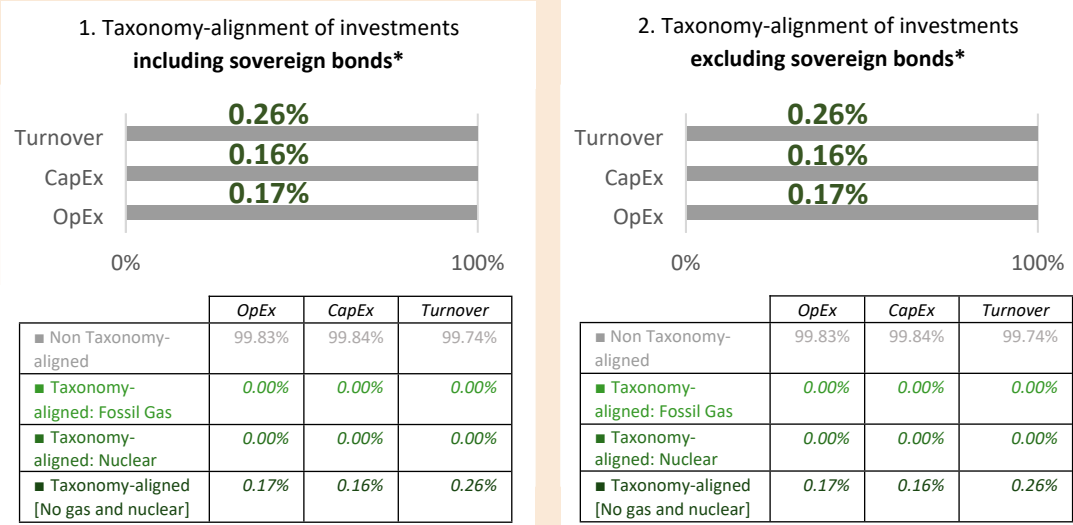 1. Taxonomy-alignment of investments
including sovereign bonds*
0.26%
Turnover
0.16%
CapEx
0.17%
OpEx
0% 100%
OpEx CapEx Turnover
■ Non Taxonomy- 99.83% 99.84% 99.74%
aligned
■ Taxonomy- 0.00% 0.00% 0.00%
aligned: Fossil Gas
■ Taxonomy- 0.00% 0.00% 0.00%
aligned: Nuclear
■ Taxonomy-aligned 0.17% 0.16% 0.26%
[No gas and nuclear]
2. Taxonomy-alignment of investments
excluding sovereign bonds*
0.26%
Turnover
0.16%
CapEx
0.17%
OpEx
0% 100%
OpEx CapEx Turnover
■ Non Taxonomy- 99.83% 99.84% 99.74%
aligned
■ Taxonomy- 0.00% 0.00% 0.00%
aligned: Fossil Gas
■ Taxonomy- 0.00% 0.00% 0.00%
aligned: Nuclear
■ Taxonomy-aligned 0.17% 0.16% 0.26%
[No gas and nuclear]